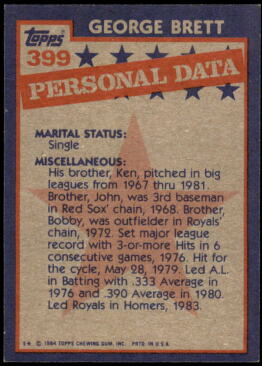 GEORGE BRETT
Topps
399
PERSONAL DATA
MARITAL STATUS:
Single
MISCELLANEOUS:
His brother, Ken, pitched in big
leagues from 1967 thru 1981.
Brother, John, was 3rd baseman
in Red Sox' chain, 1968. Brother,
Bobby, was outfielder in Royals'
chain, 1972. Set major league
record with 3-or-more Hits in 6
consecutive games, 1976. Hit for
the cycle, May 28, 1979. Led A.L.
in Batting with .333 Average in
1976 and .390 Average in 1980.
Led Royals in Homers, 1983.
© 1984 TOPPS CHEWING GUM, INC. PRTD. IN U.S.A.